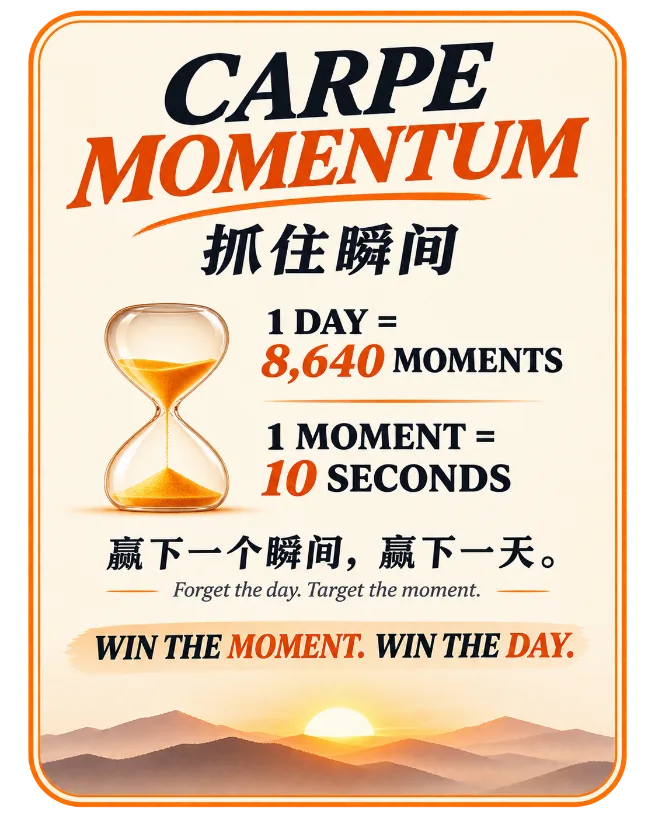 CARPE
MOMENTUM
抓住瞬间
1 DAY =
8,640 MOMENTS
1 MOMENT =
10 SECONDS
赢下一个瞬间，赢下一天。
Forget the day. Target the moment.
WIN THE MOMENT. WIN THE DAY.